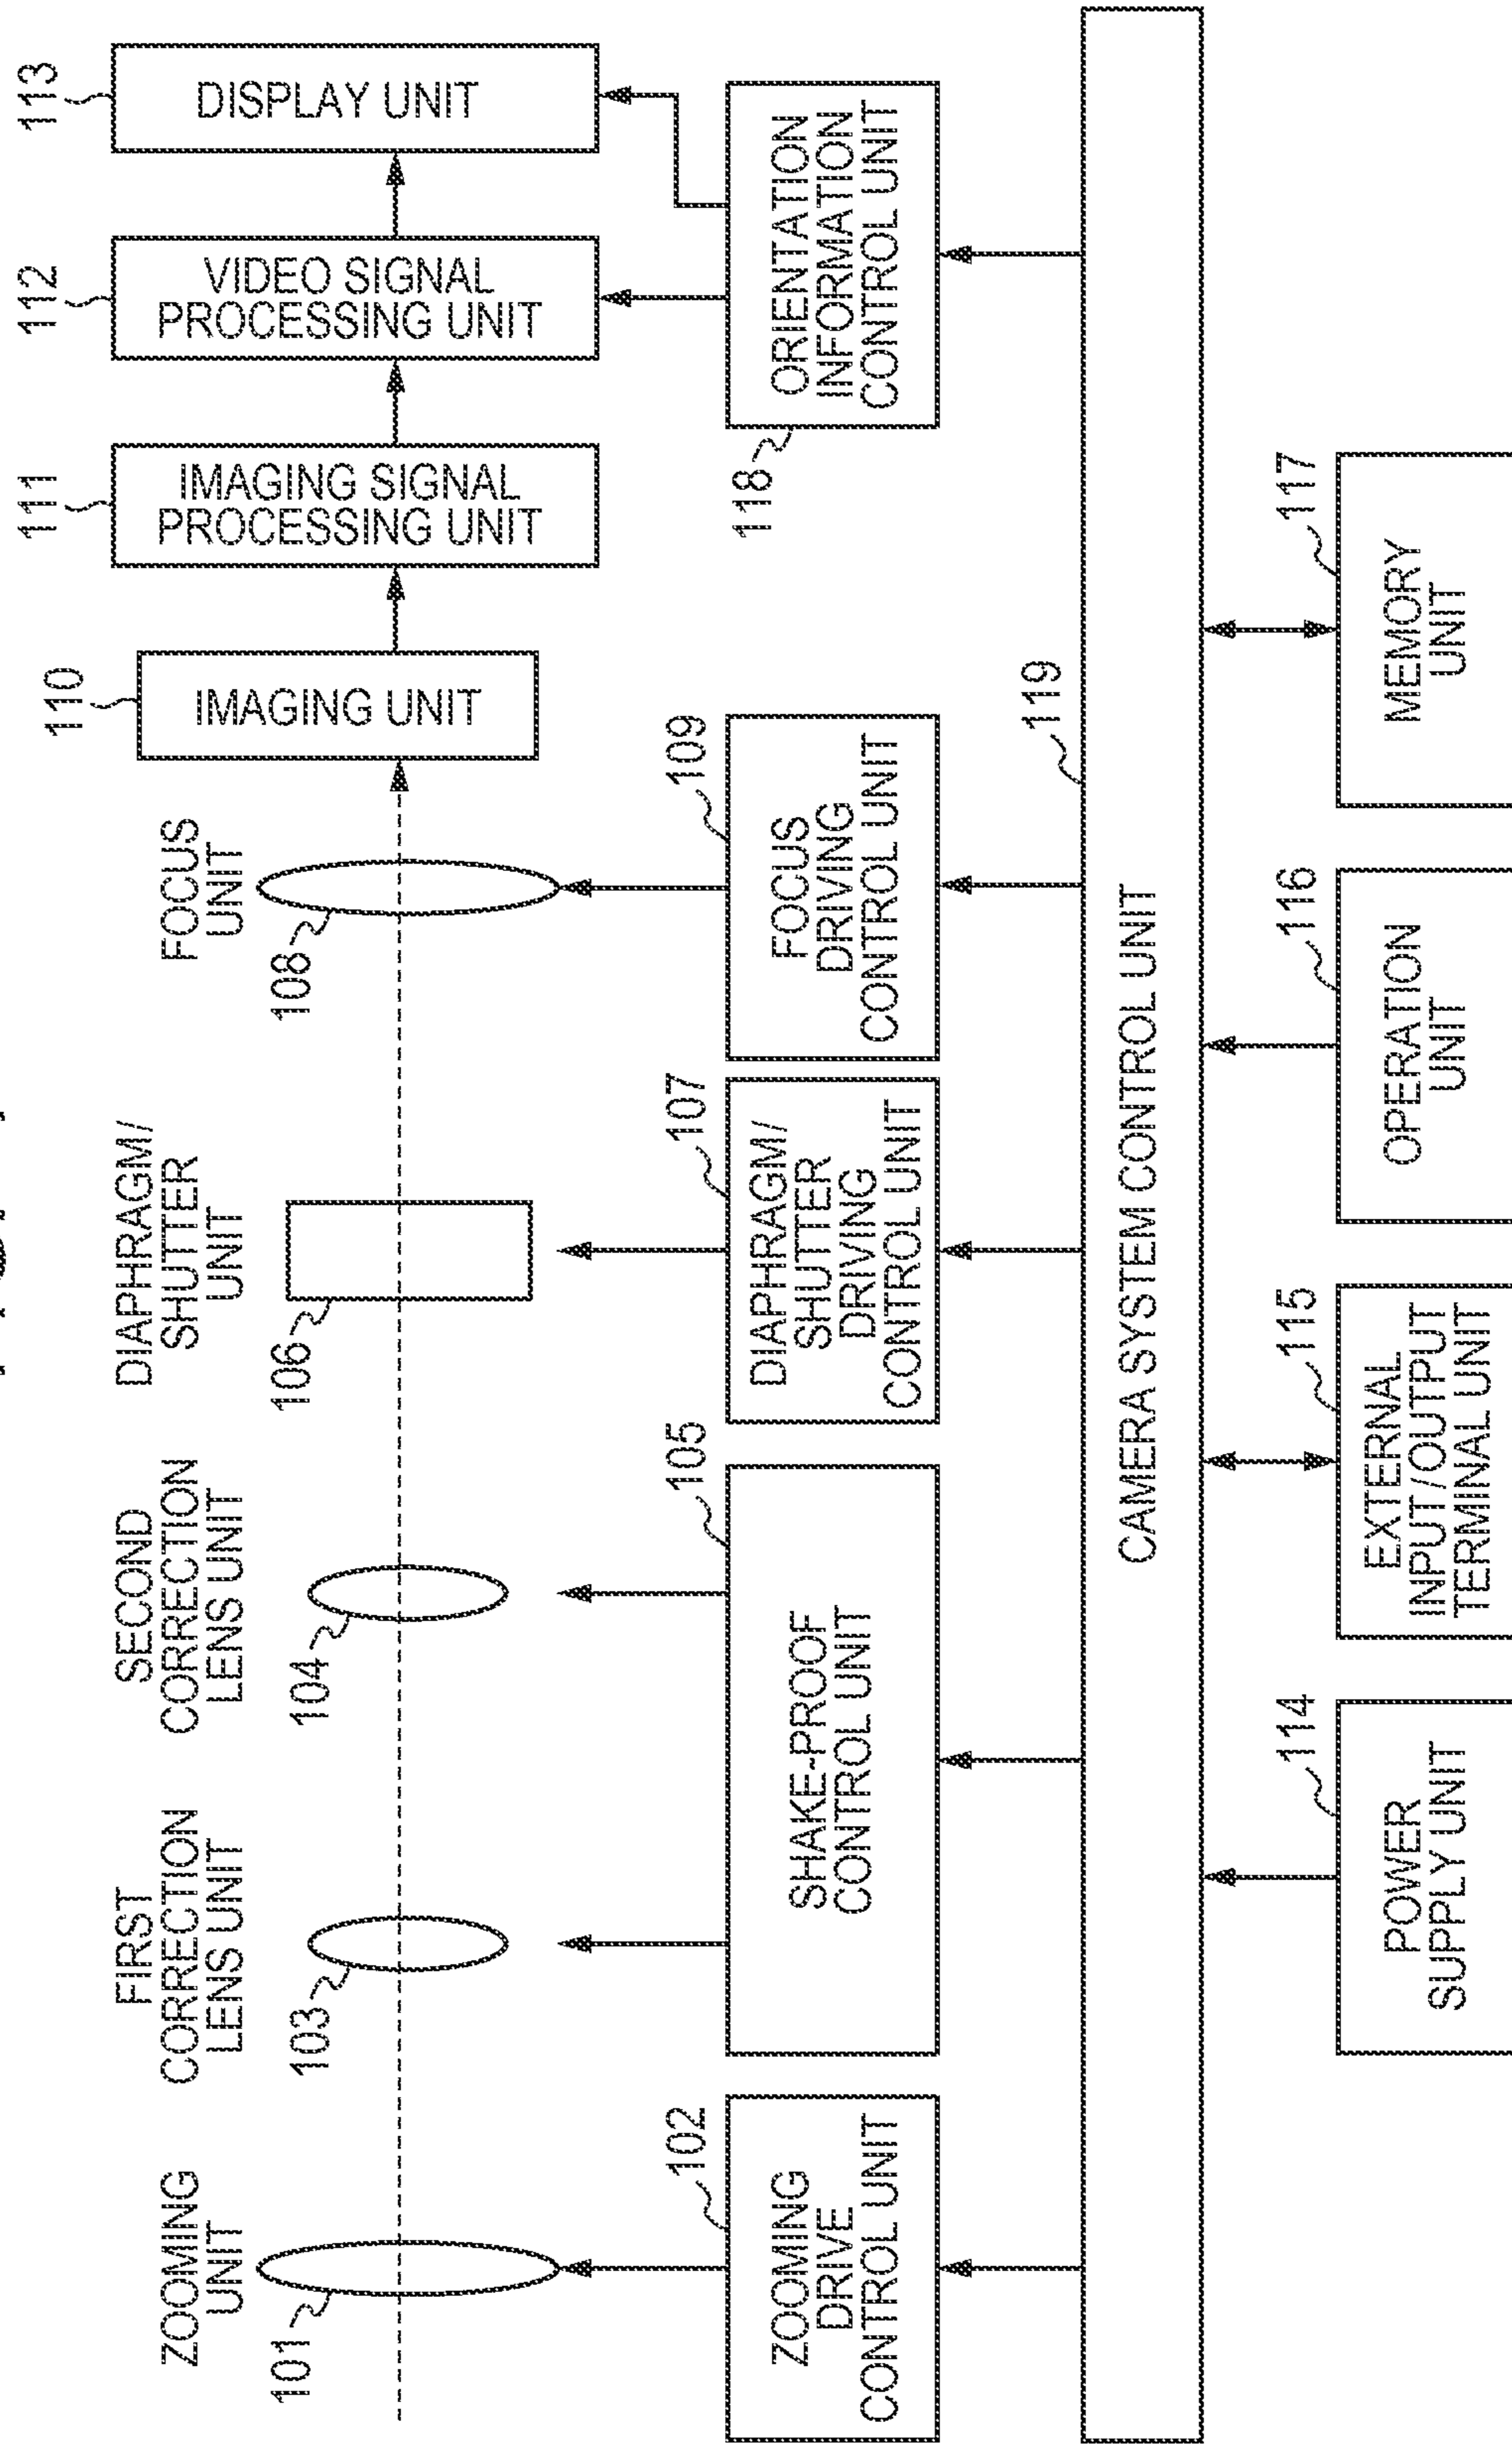 ZOOMING
UNIT
101
FIRST
CORRECTION
LENS UNIT
103
SECOND
CORRECTION
LENS UNIT
104
DIAPHRAGM/
SHUTTER
UNIT
106
FOCUS
UNIT
108
110
IMAGING UNIT
111
IMAGING SIGNAL
PROCESSING UNIT
112
VIDEO SIGNAL
PROCESSING UNIT
113
DISPLAY UNIT
102
ZOOMING
DRIVE
CONTROL UNIT
105
SHAKE-PROOF
CONTROL UNIT
107
DIAPHRAGM/
SHUTTER
DRIVING
CONTROL UNIT
109
FOCUS
DRIVING
CONTROL UNIT
118
ORIENTATION
INFORMATION
CONTROL UNIT
119
CAMERA SYSTEM CONTROL UNIT
114
POWER
SUPPLY UNIT
115
EXTERNAL
INPUT/OUTPUT
TERMINAL UNIT
116
OPERATION
UNIT
117
MEMORY
UNIT